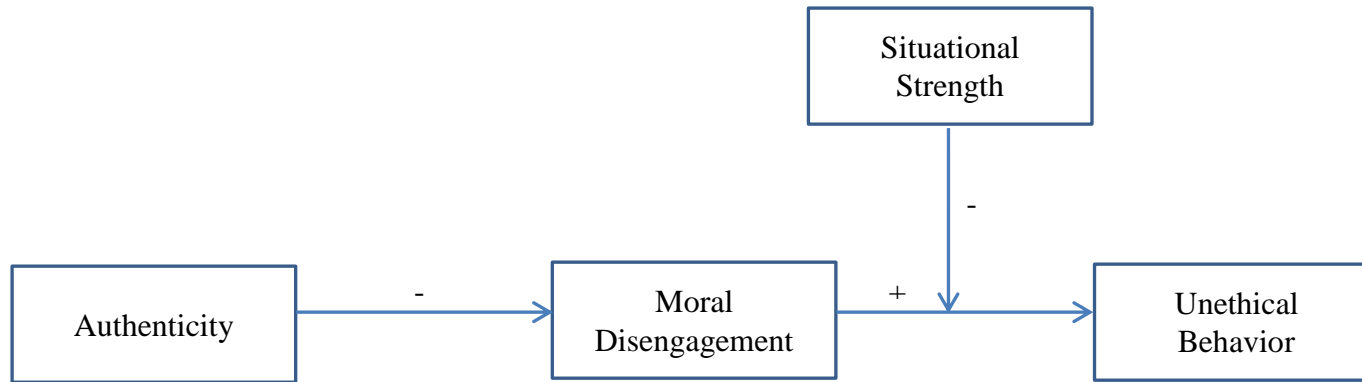 Situational
Strength
-
Authenticity
-
Moral
Disengagement
+
Unethical
Behavior